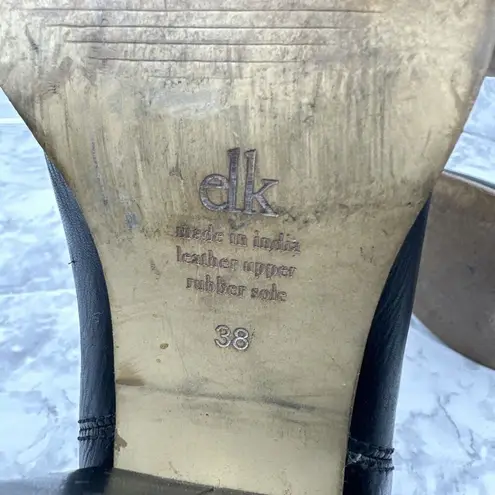 elk
made in india
leather upper
rubber sole
38